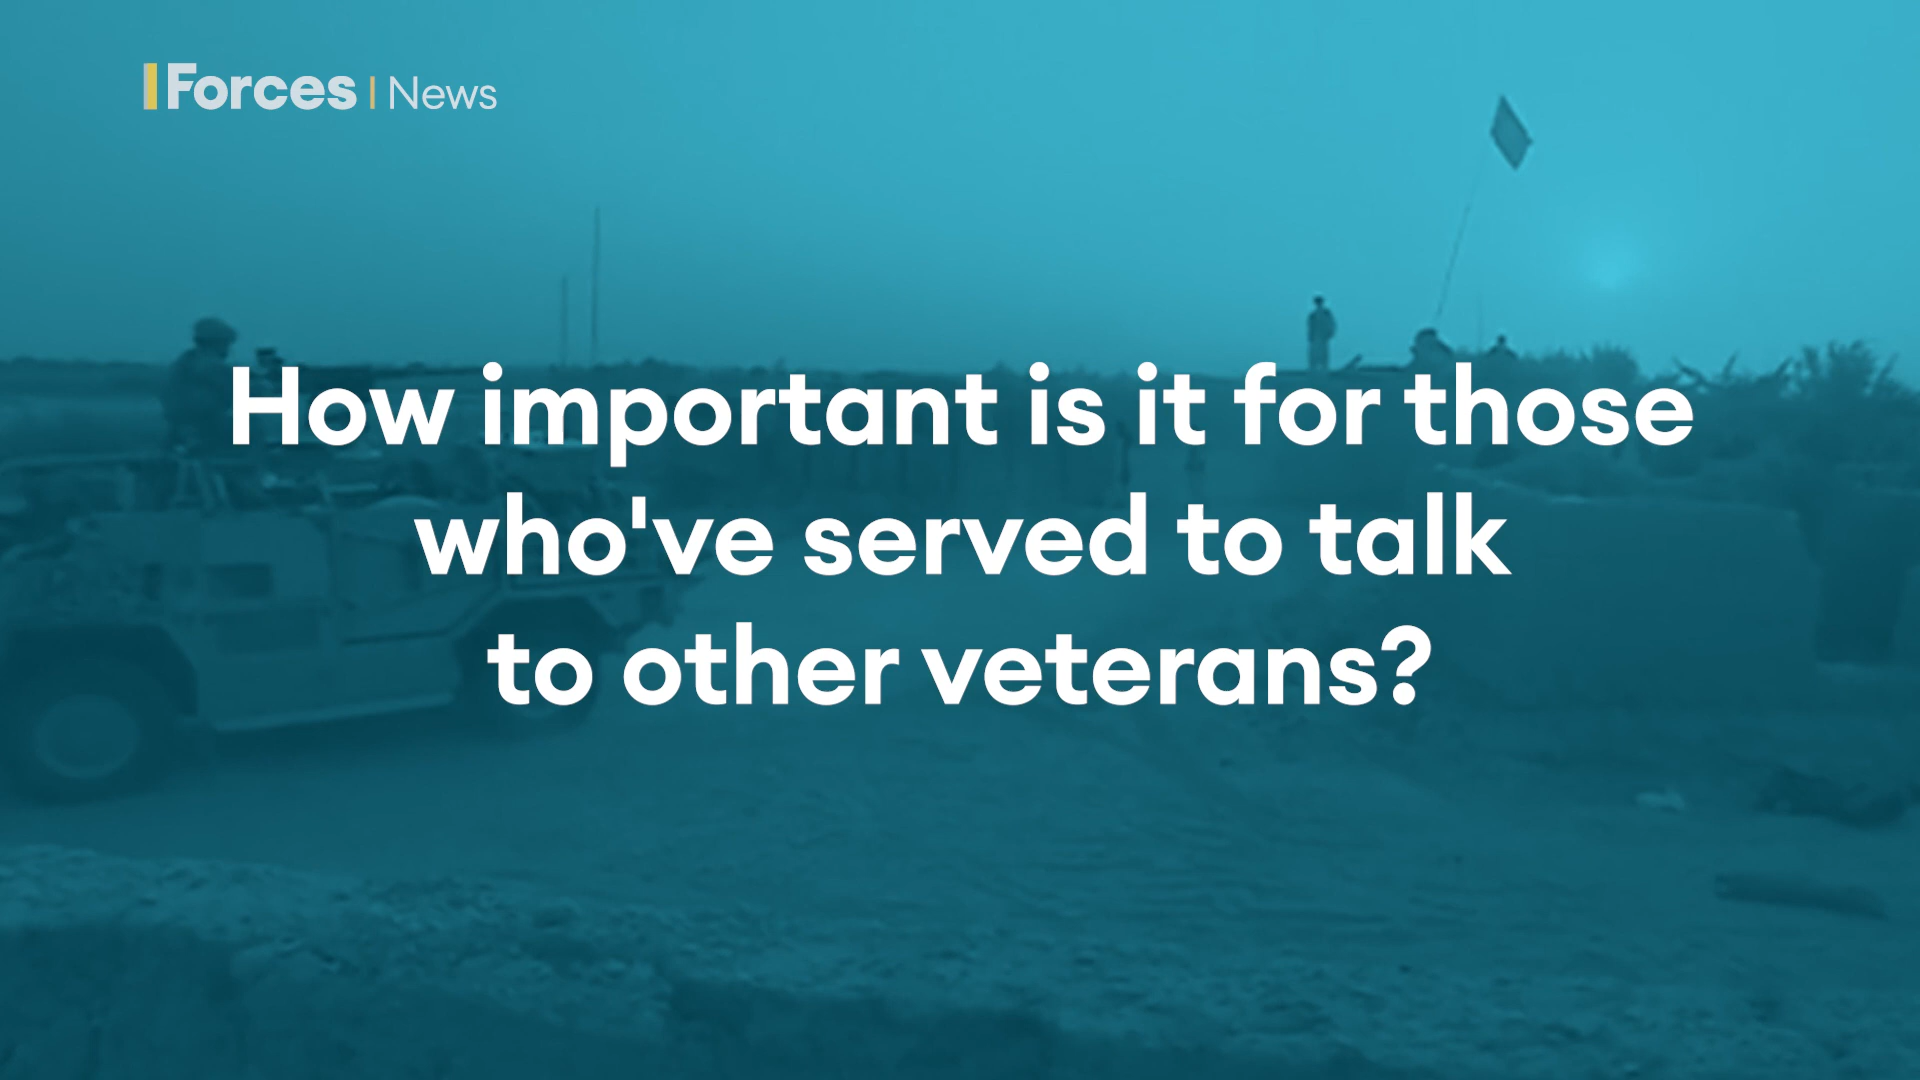 Forces | News
How important is it for those
who've served to talk
to other veterans?